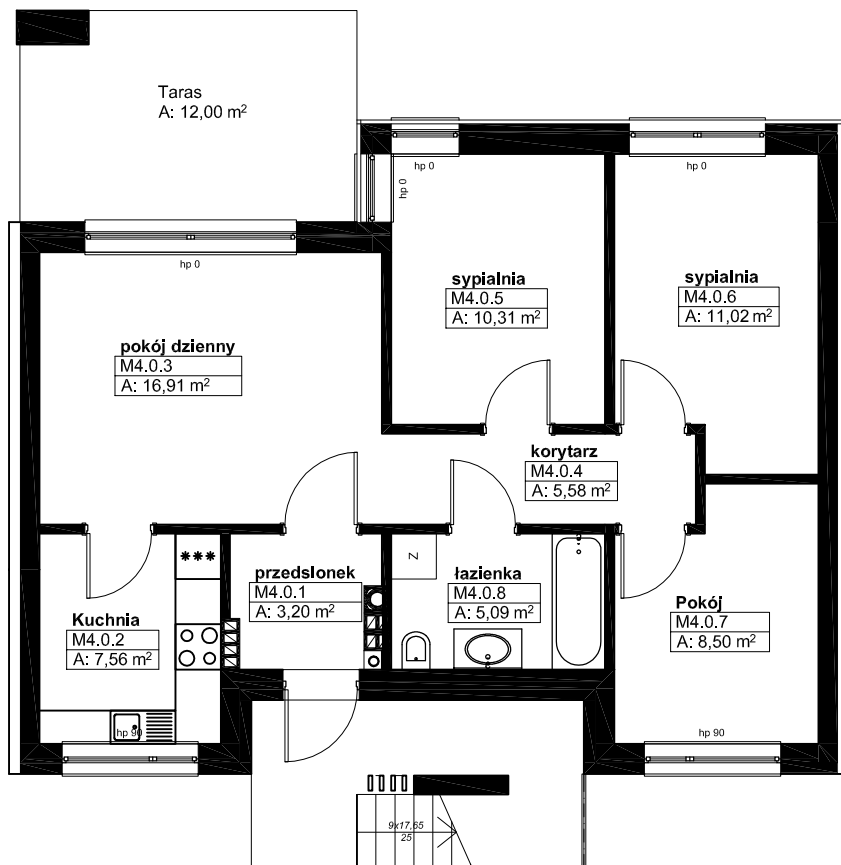 Taras
A: 12,00 m²
hp 0
hp 0
hp 0
hp 0
sypialnia
M4.0.5
A: 10,31 m²
sypialnia
M4.0.6
A: 11,02 m²
pokój dzienny
M4.0.3
A: 16,91 m²
korytarz
M4.0.4
A: 5,58 m²
przedsionek
M4.0.1
A: 3,20 m²
Z
łazienka
M4.0.8
A: 5,09 m²
Kuchnia
M4.0.2
A: 7,56 m²
Pokój
M4.0.7
A: 8,50 m²
hp 90
hp 90
9x17,65
25